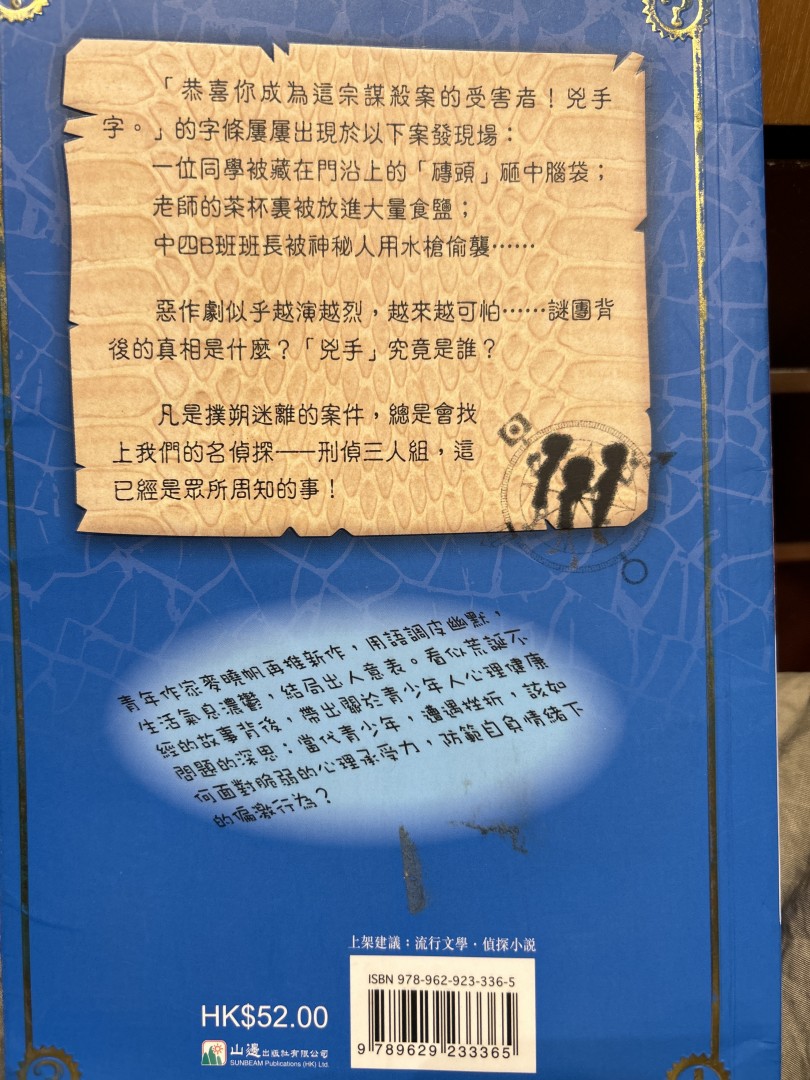 「恭喜你成為這宗謀殺案的受害者！兇手
字。」的字條屢屢出現於以下案發現場：
一位同學被藏在門沿上的「磚頭」砸中腦袋；
老師的茶杯裏被放進大量食鹽；
中四B班班長被神秘人用水槍偷襲……
惡作劇似乎越演越烈，越來越可怕……謎團背
後的真相是什麼？「兇手」究竟是誰？
凡是撲朔迷離的案件，總是會找
上我們的名偵探——刑偵三人組，這
已經是眾所周知的事！
青年作家麥曉帆再推新作，用語調皮幽默，
生活氣息濃鬱，結局出人意表。看似荒誕不
經的故事背後，帶出關於青少年人心理健康
問題的深思：當代青少年，遭遇挫折，該如
何面對脆弱的心理承受力，防範自負情緒下
的偏激行為？
上架建議：流行文學·偵探小說
ISBN 978-962-923-336-5
HK$52.00
山邊出版社有限公司
SUNBEAM Publications (HK) Ltd.
9 789629 233365